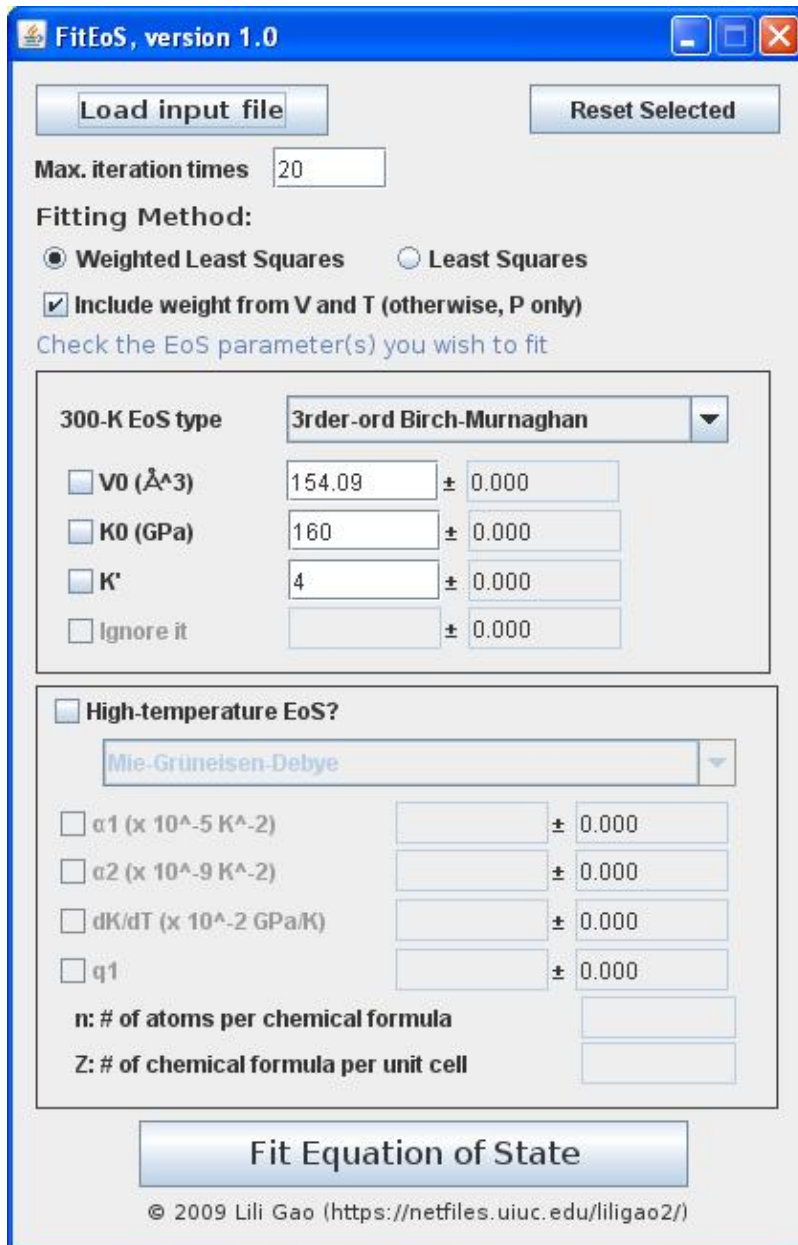 FitEoS, version 1.0
Load input file Reset Selected
Max. iteration times 20
Fitting Method:
Weighted Least Squares Least Squares
Include weight from V and T (otherwise, P only)
Check the EoS parameter(s) you wish to fit
300-K EoS type 3rder-ord Birch-Murnaghan
V0 (Å^3) 154.09 ± 0.000
K0 (GPa) 160 ± 0.000
K' 4 ± 0.000
Ignore it ± 0.000
High-temperature EoS?
Mie-Grüneisen-Debye
α1 (x 10^-5 K^-2) ± 0.000
α2 (x 10^-9 K^-2) ± 0.000
dK/dT (x 10^-2 GPa/K) ± 0.000
q1 ± 0.000
n: # of atoms per chemical formula
Z: # of chemical formula per unit cell
Fit Equation of State
© 2009 Lili Gao (https://netfiles.uiuc.edu/liligao2/)